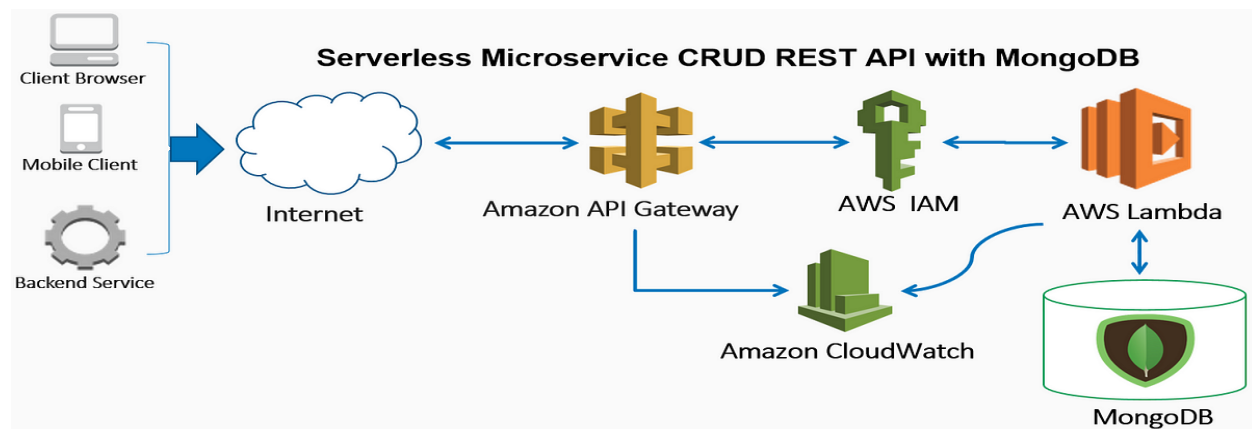 Serverless Microservice CRUD REST API with MongoDB
Client Browser
Mobile Client
Backend Service
Internet
Amazon API Gateway
AWS IAM
AWS Lambda
Amazon CloudWatch
MongoDB